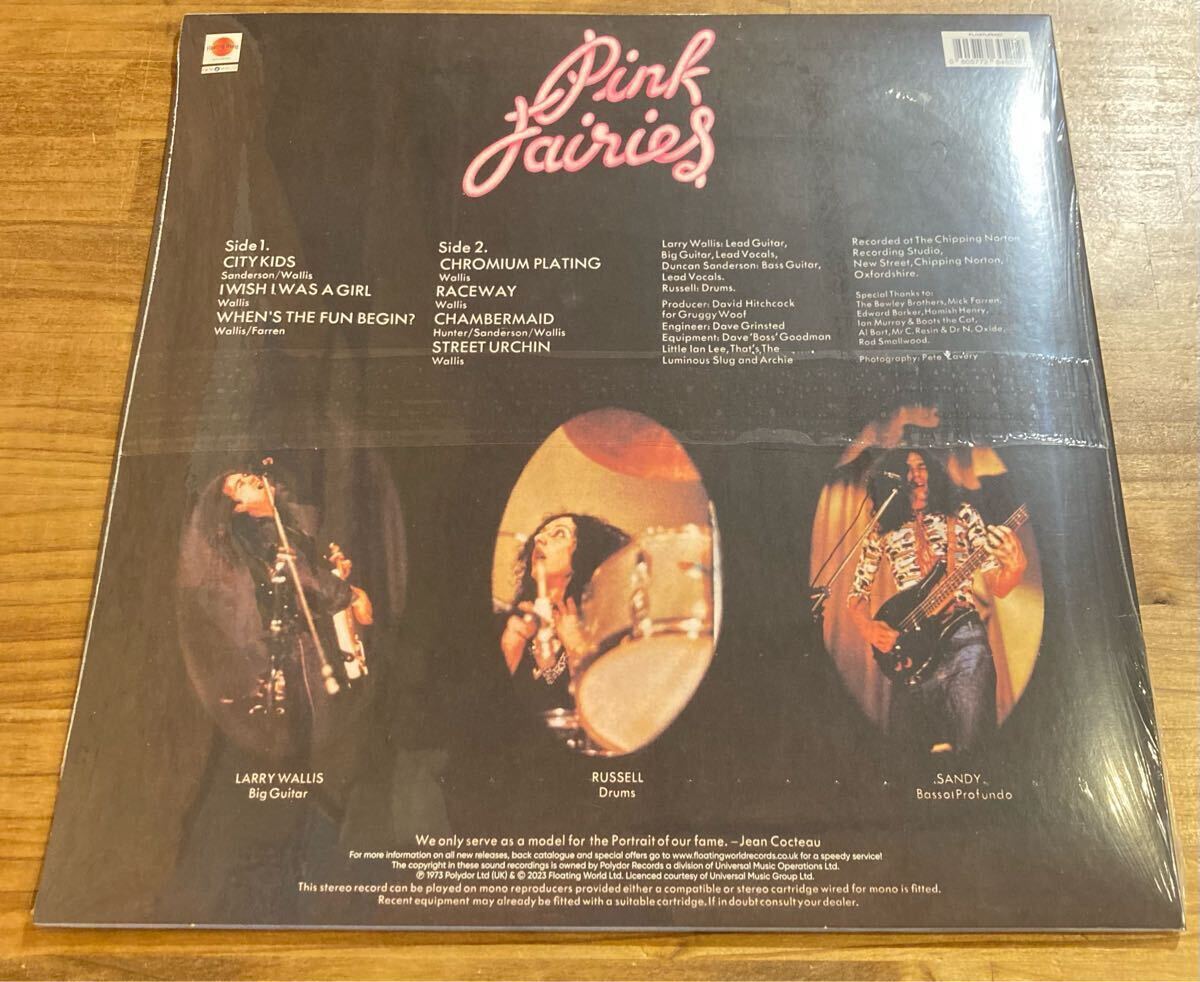 Floating World
Pink
Fairies
Side 1.
CITY KIDS
Sanderson/Wallis
I WISH I WAS A GIRL
Wallis
WHEN'S THE FUN BEGIN?
Wallis/Farren
Side 2.
CHROMIUM PLATING
Wallis
RACEWAY
Wallis
CHAMBERMAID
Hunter/Sanderson/Wallis
STREET URCHIN
Wallis
Larry Wallis: Lead Guitar,
Big Guitar, Lead Vocals,
Duncan Sanderson: Bass Guitar,
Lead Vocals.
Russell: Drums.
Producer: David Hitchcock
for Gruggy Woof
Engineer: Dave Grinsted
Equipment: Dave 'Boss' Goodman
Little Ian Lee, That's The
Luminous Slug and Archie
Recorded at The Chipping Norton
Recording Studio,
New Street, Chipping Norton,
Oxfordshire.
Special Thanks to:
The Bewley Brothers, Mick Farren,
Edward Barker, Hamish Henry,
Ian Murray & Boots the Cat,
Al Bart, Mr C. Resin & Dr N. Oxide,
Rod Smallwood.
Photography: Pete Lavery
LARRY WALLIS
Big Guitar
RUSSELL
Drums
SANDY
Basso Profundo
We only serve as a model for the Portrait of our fame. –Jean Cocteau
For more information on all new releases, back catalogue and special offers go to www.floatingworldrecords.co.uk for a speedy service!
The copyright in these sound recordings is owned by Polydor Records a division of Universal Music Operations Ltd.
℗ 1973 Polydor Ltd (UK) & © 2023 Floating World Ltd. Licenced courtesy of Universal Music Group Ltd.
This stereo record can be played on mono reproducers provided either a compatible or stereo cartridge wired for mono is fitted.
Recent equipment may already be fitted with a suitable cartridge. If in doubt consult your dealer.